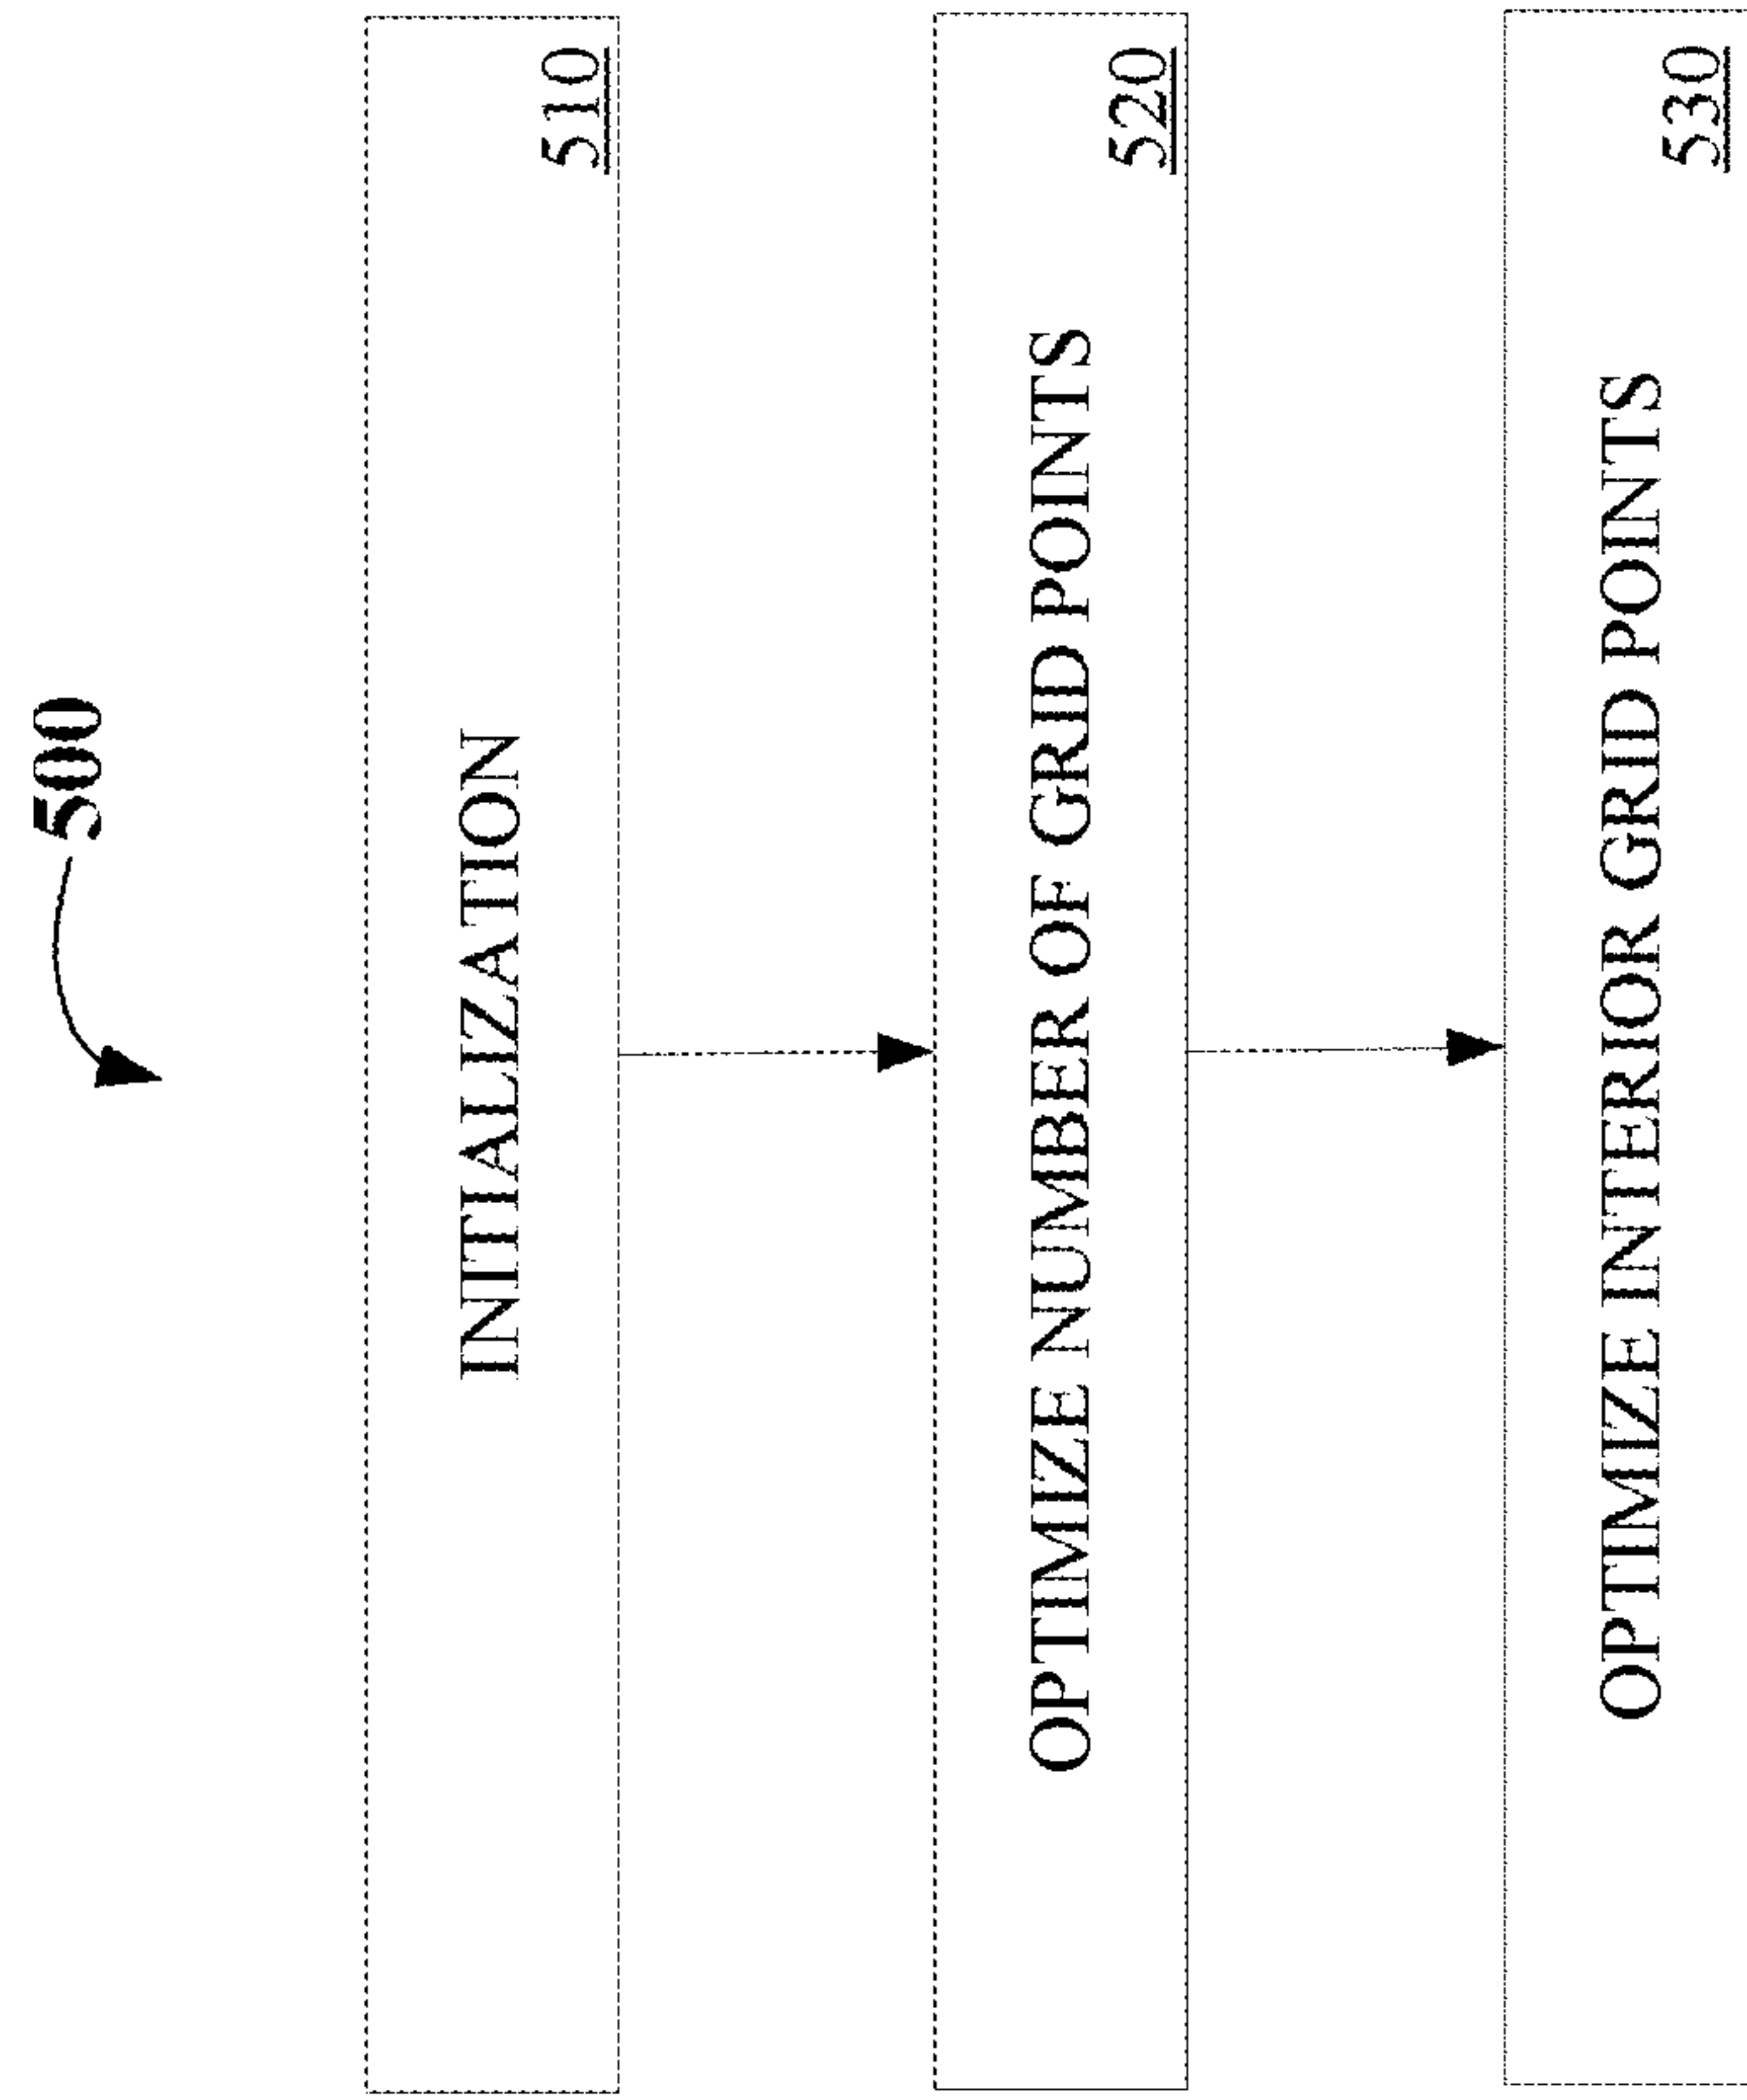 500
INITIALIZATION
510
OPTIMIZE NUMBER OF GRID POINTS
520
OPTIMIZE INTERIOR GRID POINTS
530